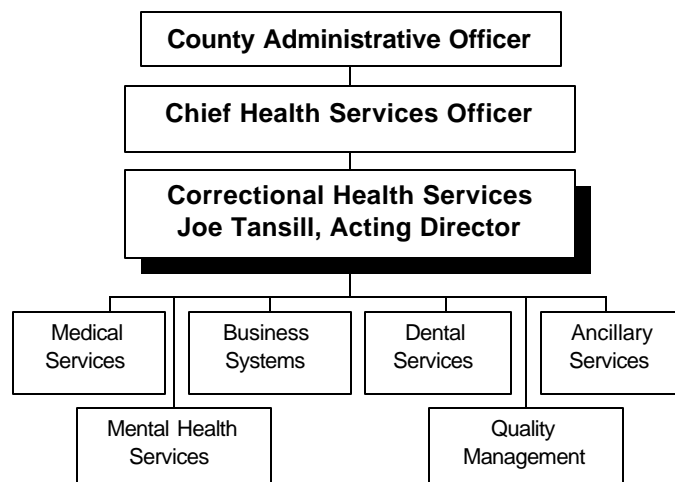 County Administrative Officer
Chief Health Services Officer
Correctional Health Services
Joe Tansill, Acting Director
Medical
Services
Business
Systems
Dental
Services
Ancillary
Services
Mental Health
Services
Quality
Management